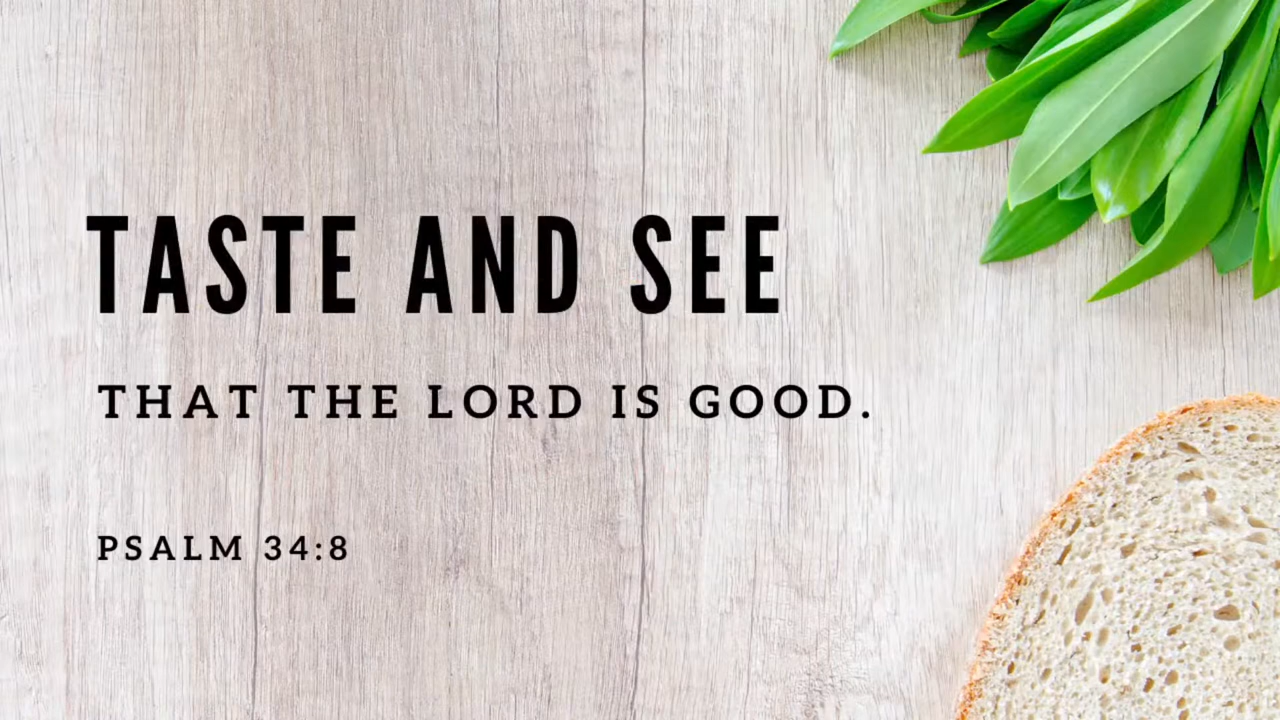 TASTE AND SEE
THAT THE LORD IS GOOD.
PSALM 34:8